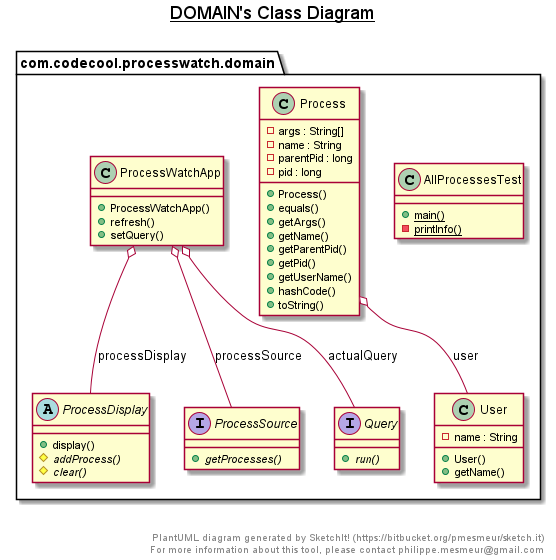 DOMAIN's Class Diagram
com.codecool.processwatch.domain
C Process
args : String[]
name : String
parentPid : long
pid : long
Process()
equals()
getArgs()
getName()
getParentPid()
getPid()
getUserName()
hashCode()
toString()
C ProcessWatchApp
ProcessWatchApp()
refresh()
setQuery()
C AllProcessesTest
main()
printInfo()
processDisplay
processSource
actualQuery
user
A ProcessDisplay
display()
addProcess()
clear()
I ProcessSource
getProcesses()
I Query
run()
C User
name : String
User()
getName()
PlantUML diagram generated by SketchIt! (https://bitbucket.org/pmesmeur/sketch.it)
For more information about this tool, please contact philippe.mesmeur@gmail.com